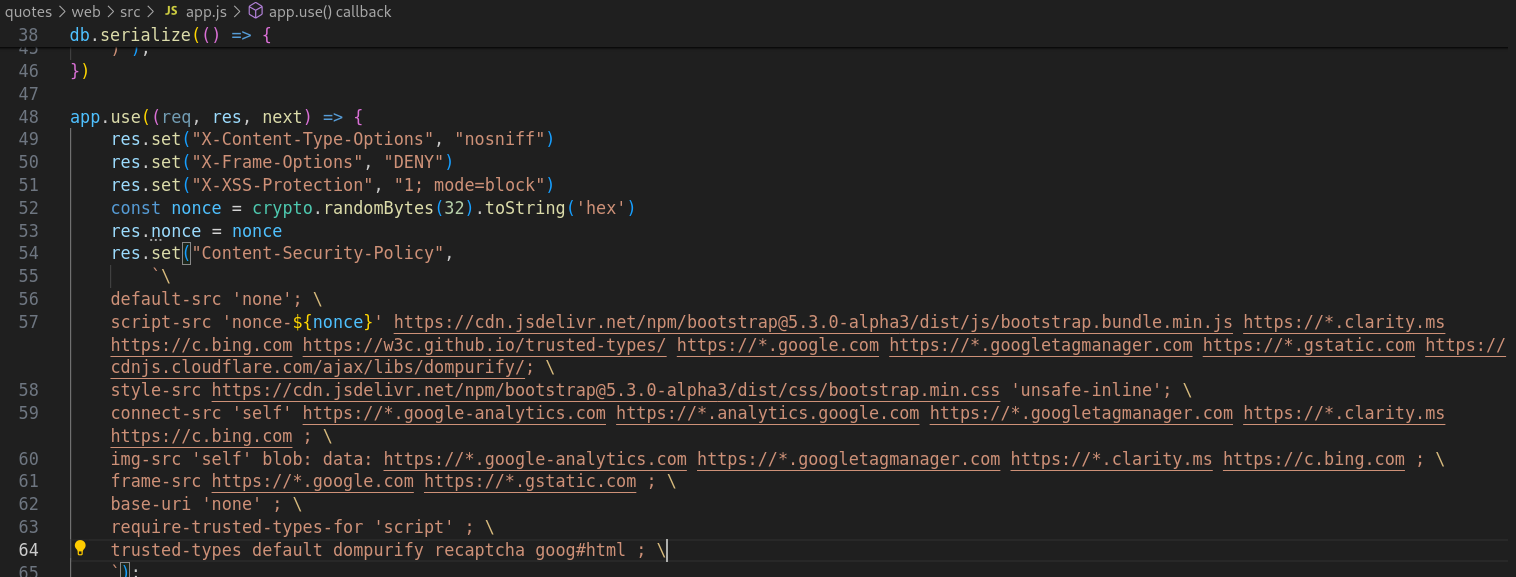 quotes > web > src > JS app.js > app.use() callback
38 db.serialize(() => {
45 ) );
46 })
47
48 app.use((req, res, next) => {
49 res.set("X-Content-Type-Options", "nosniff")
50 res.set("X-Frame-Options", "DENY")
51 res.set("X-XSS-Protection", "1; mode=block")
52 const nonce = crypto.randomBytes(32).toString('hex')
53 res.nonce = nonce
54 res.set("Content-Security-Policy",
55 `\
56 default-src 'none'; \
57 script-src 'nonce-${nonce}' https://cdn.jsdelivr.net/npm/bootstrap@5.3.0-alpha3/dist/js/bootstrap.bundle.min.js https://*.clarity.ms
https://c.bing.com https://w3c.github.io/trusted-types/ https://*.google.com https://*.googletagmanager.com https://*.gstatic.com https://
cdnjs.cloudflare.com/ajax/libs/dompurify/; \
58 style-src https://cdn.jsdelivr.net/npm/bootstrap@5.3.0-alpha3/dist/css/bootstrap.min.css 'unsafe-inline'; \
59 connect-src 'self' https://*.google-analytics.com https://*.analytics.google.com https://*.googletagmanager.com https://*.clarity.ms
https://c.bing.com ; \
60 img-src 'self' blob: data: https://*.google-analytics.com https://*.googletagmanager.com https://*.clarity.ms https://c.bing.com ; \
61 frame-src https://*.google.com https://*.gstatic.com ; \
62 base-uri 'none' ; \
63 require-trusted-types-for 'script' ; \
64 trusted-types default dompurify recaptcha goog#html ; \
65 `);